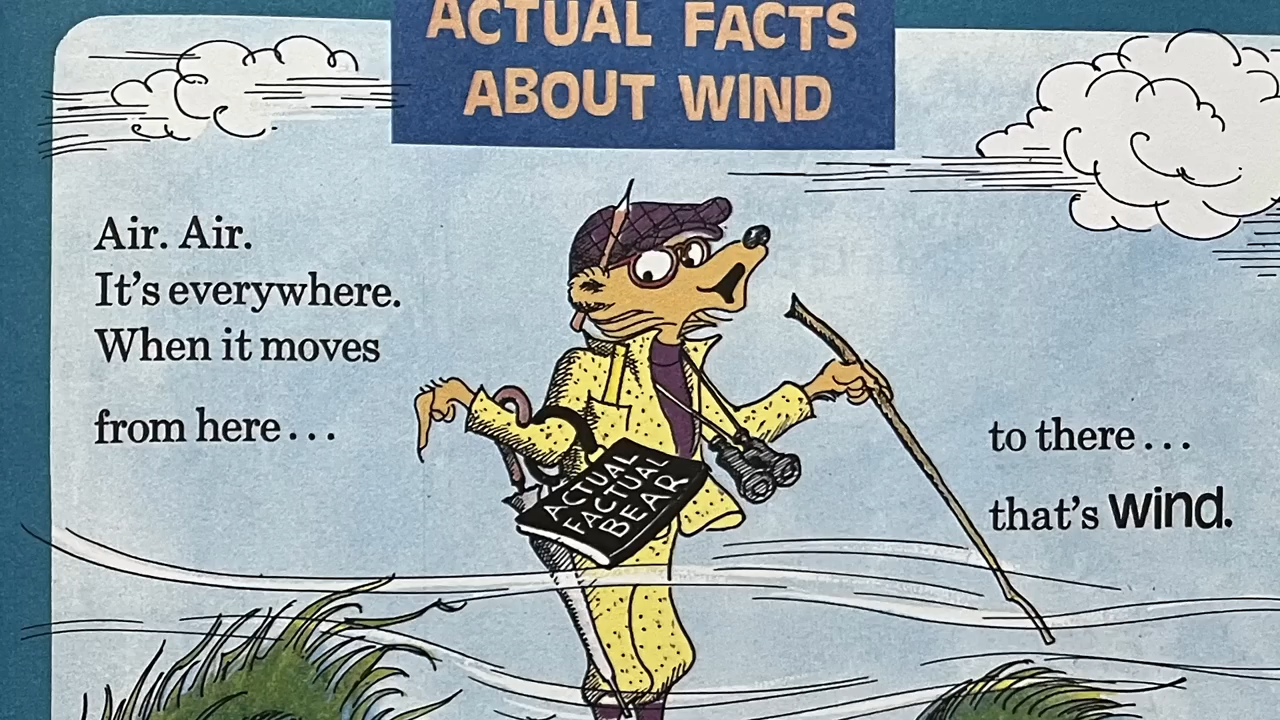 ACTUAL FACTS
ABOUT WIND
Air. Air.
It's everywhere.
When it moves
from here...
to there...
that's wind.
ACTUAL
FACTUAL
BEAR